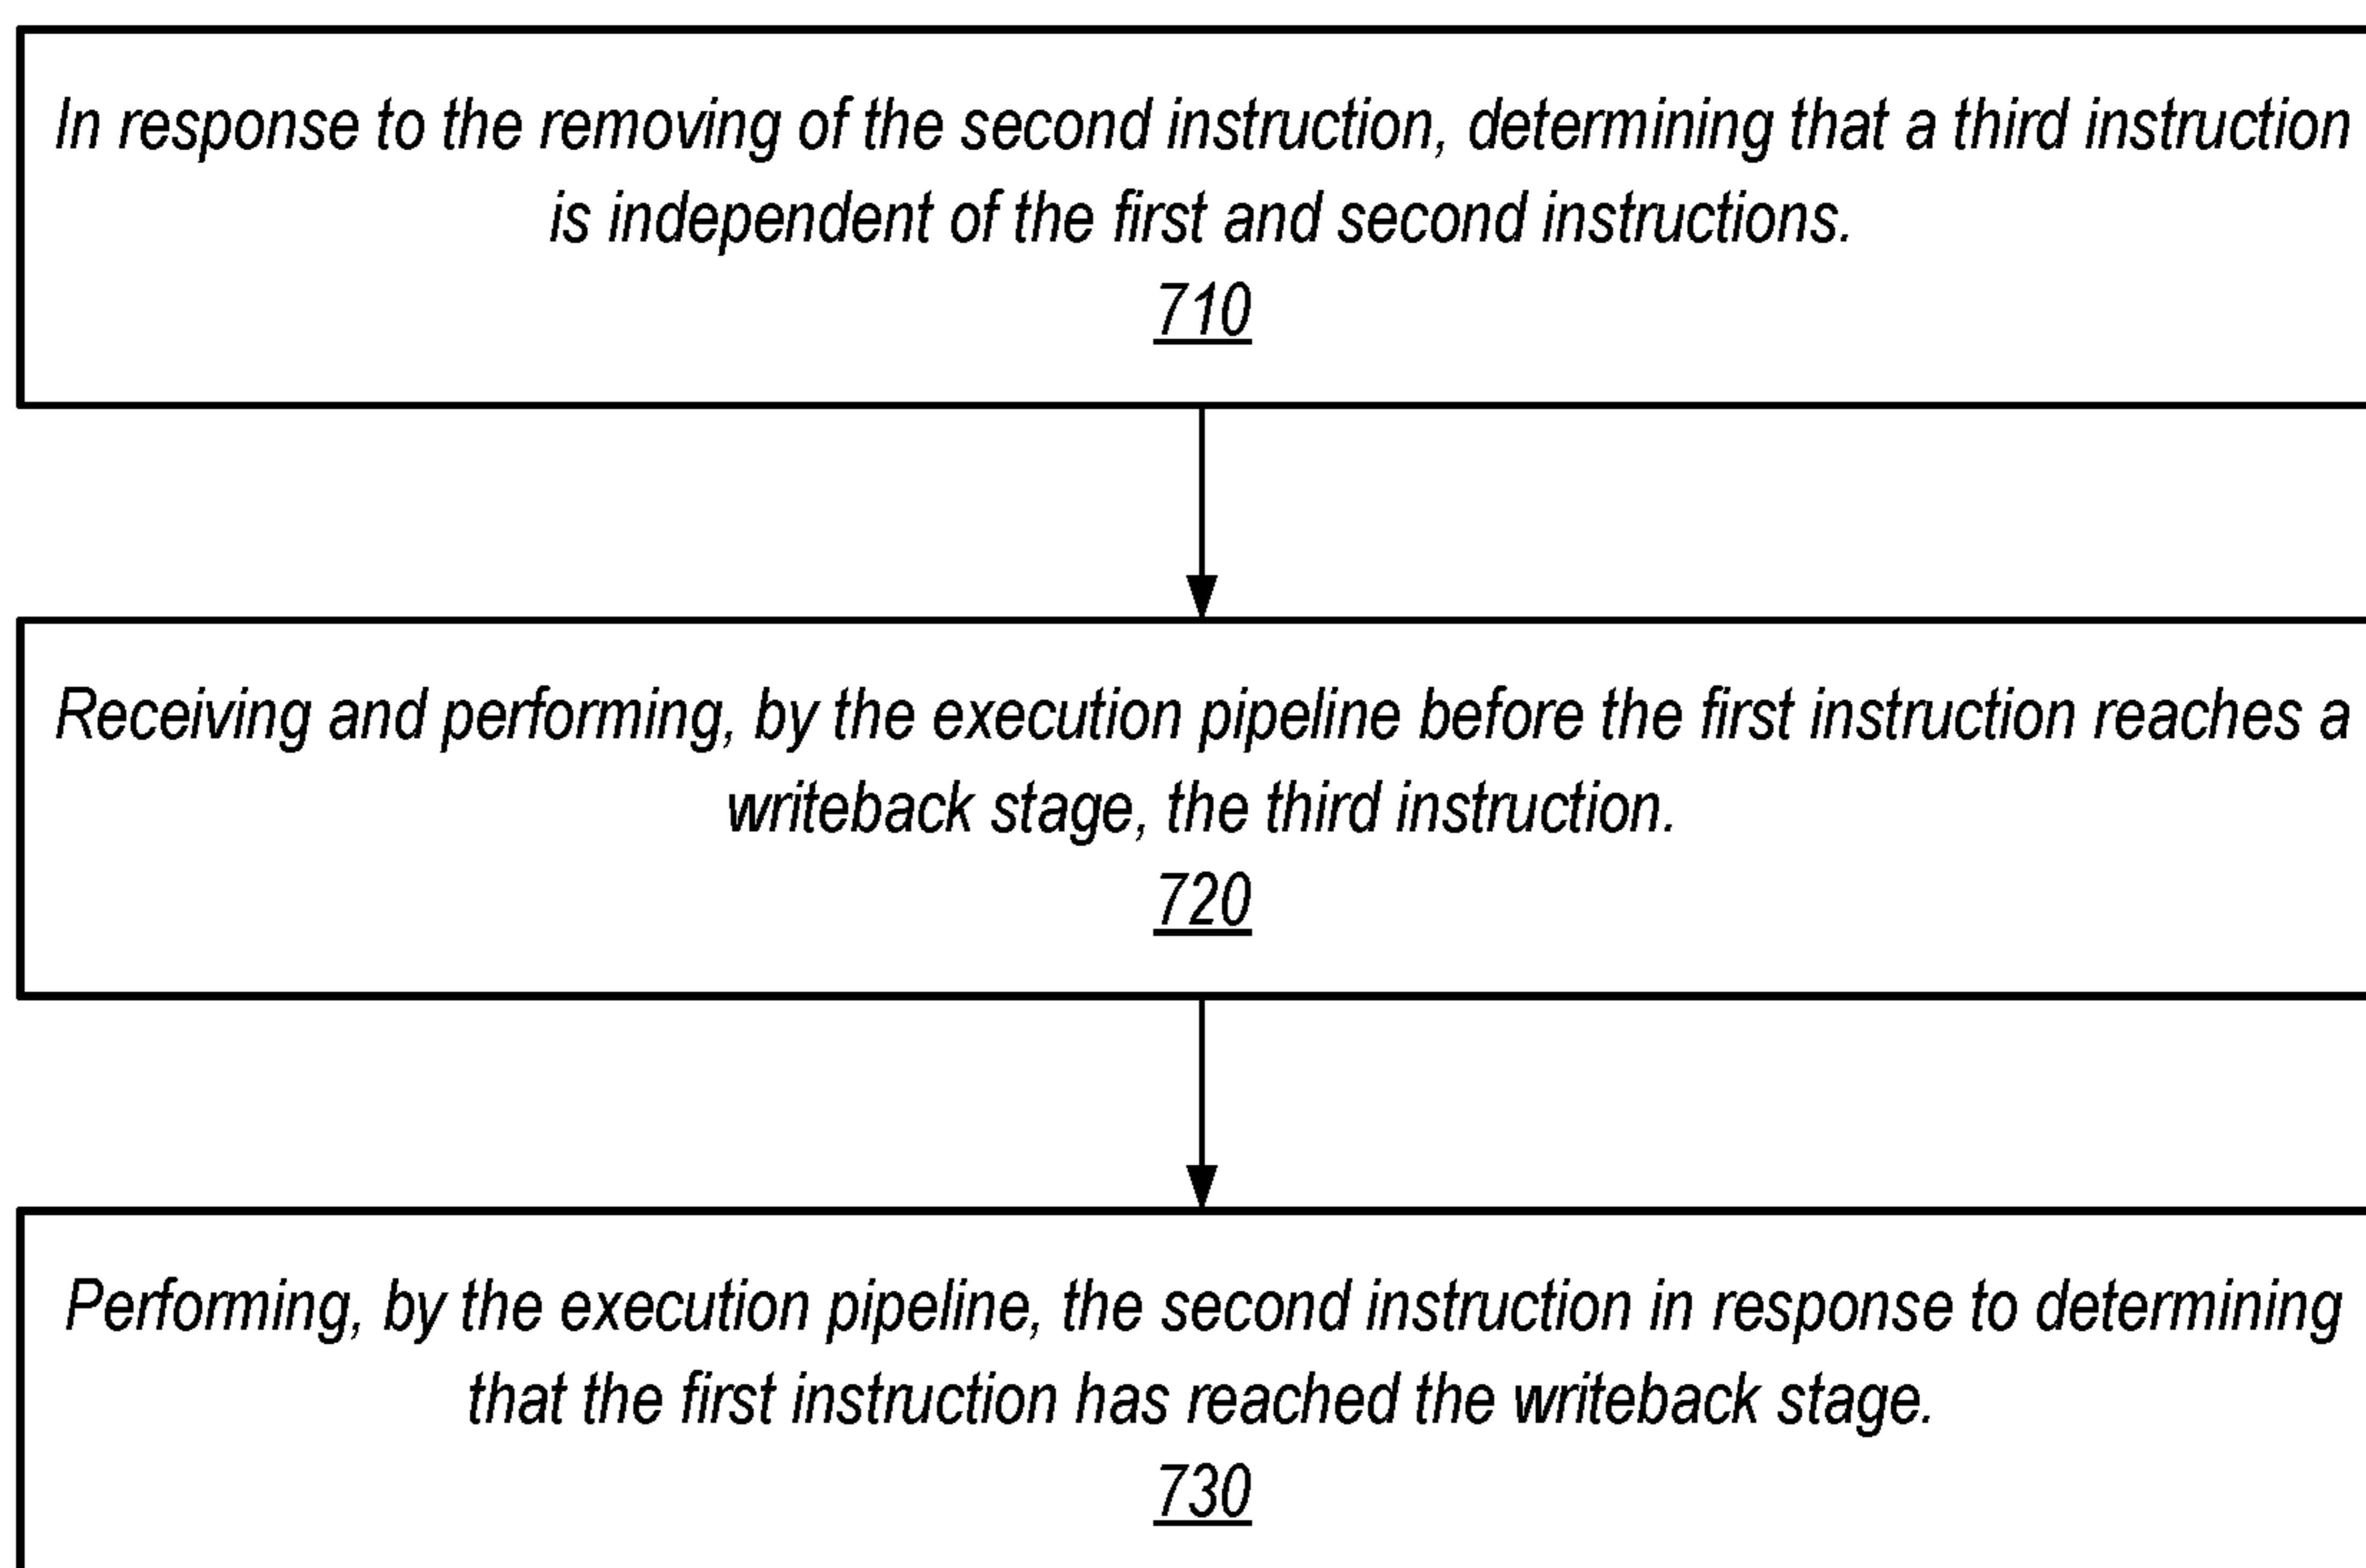 In response to the removing of the second instruction, determining that a third instruction
is independent of the first and second instructions.
710
Receiving and performing, by the execution pipeline before the first instruction reaches a
writeback stage, the third instruction.
720
Performing, by the execution pipeline, the second instruction in response to determining
that the first instruction has reached the writeback stage.
730